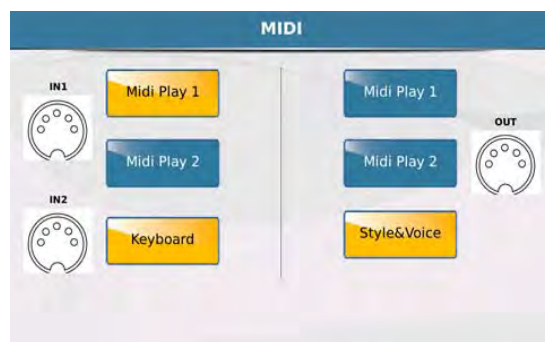 MIDI
IN1
Midi Play 1
Midi Play 2
IN2
Keyboard
Midi Play 1
OUT
Midi Play 2
Style&Voice